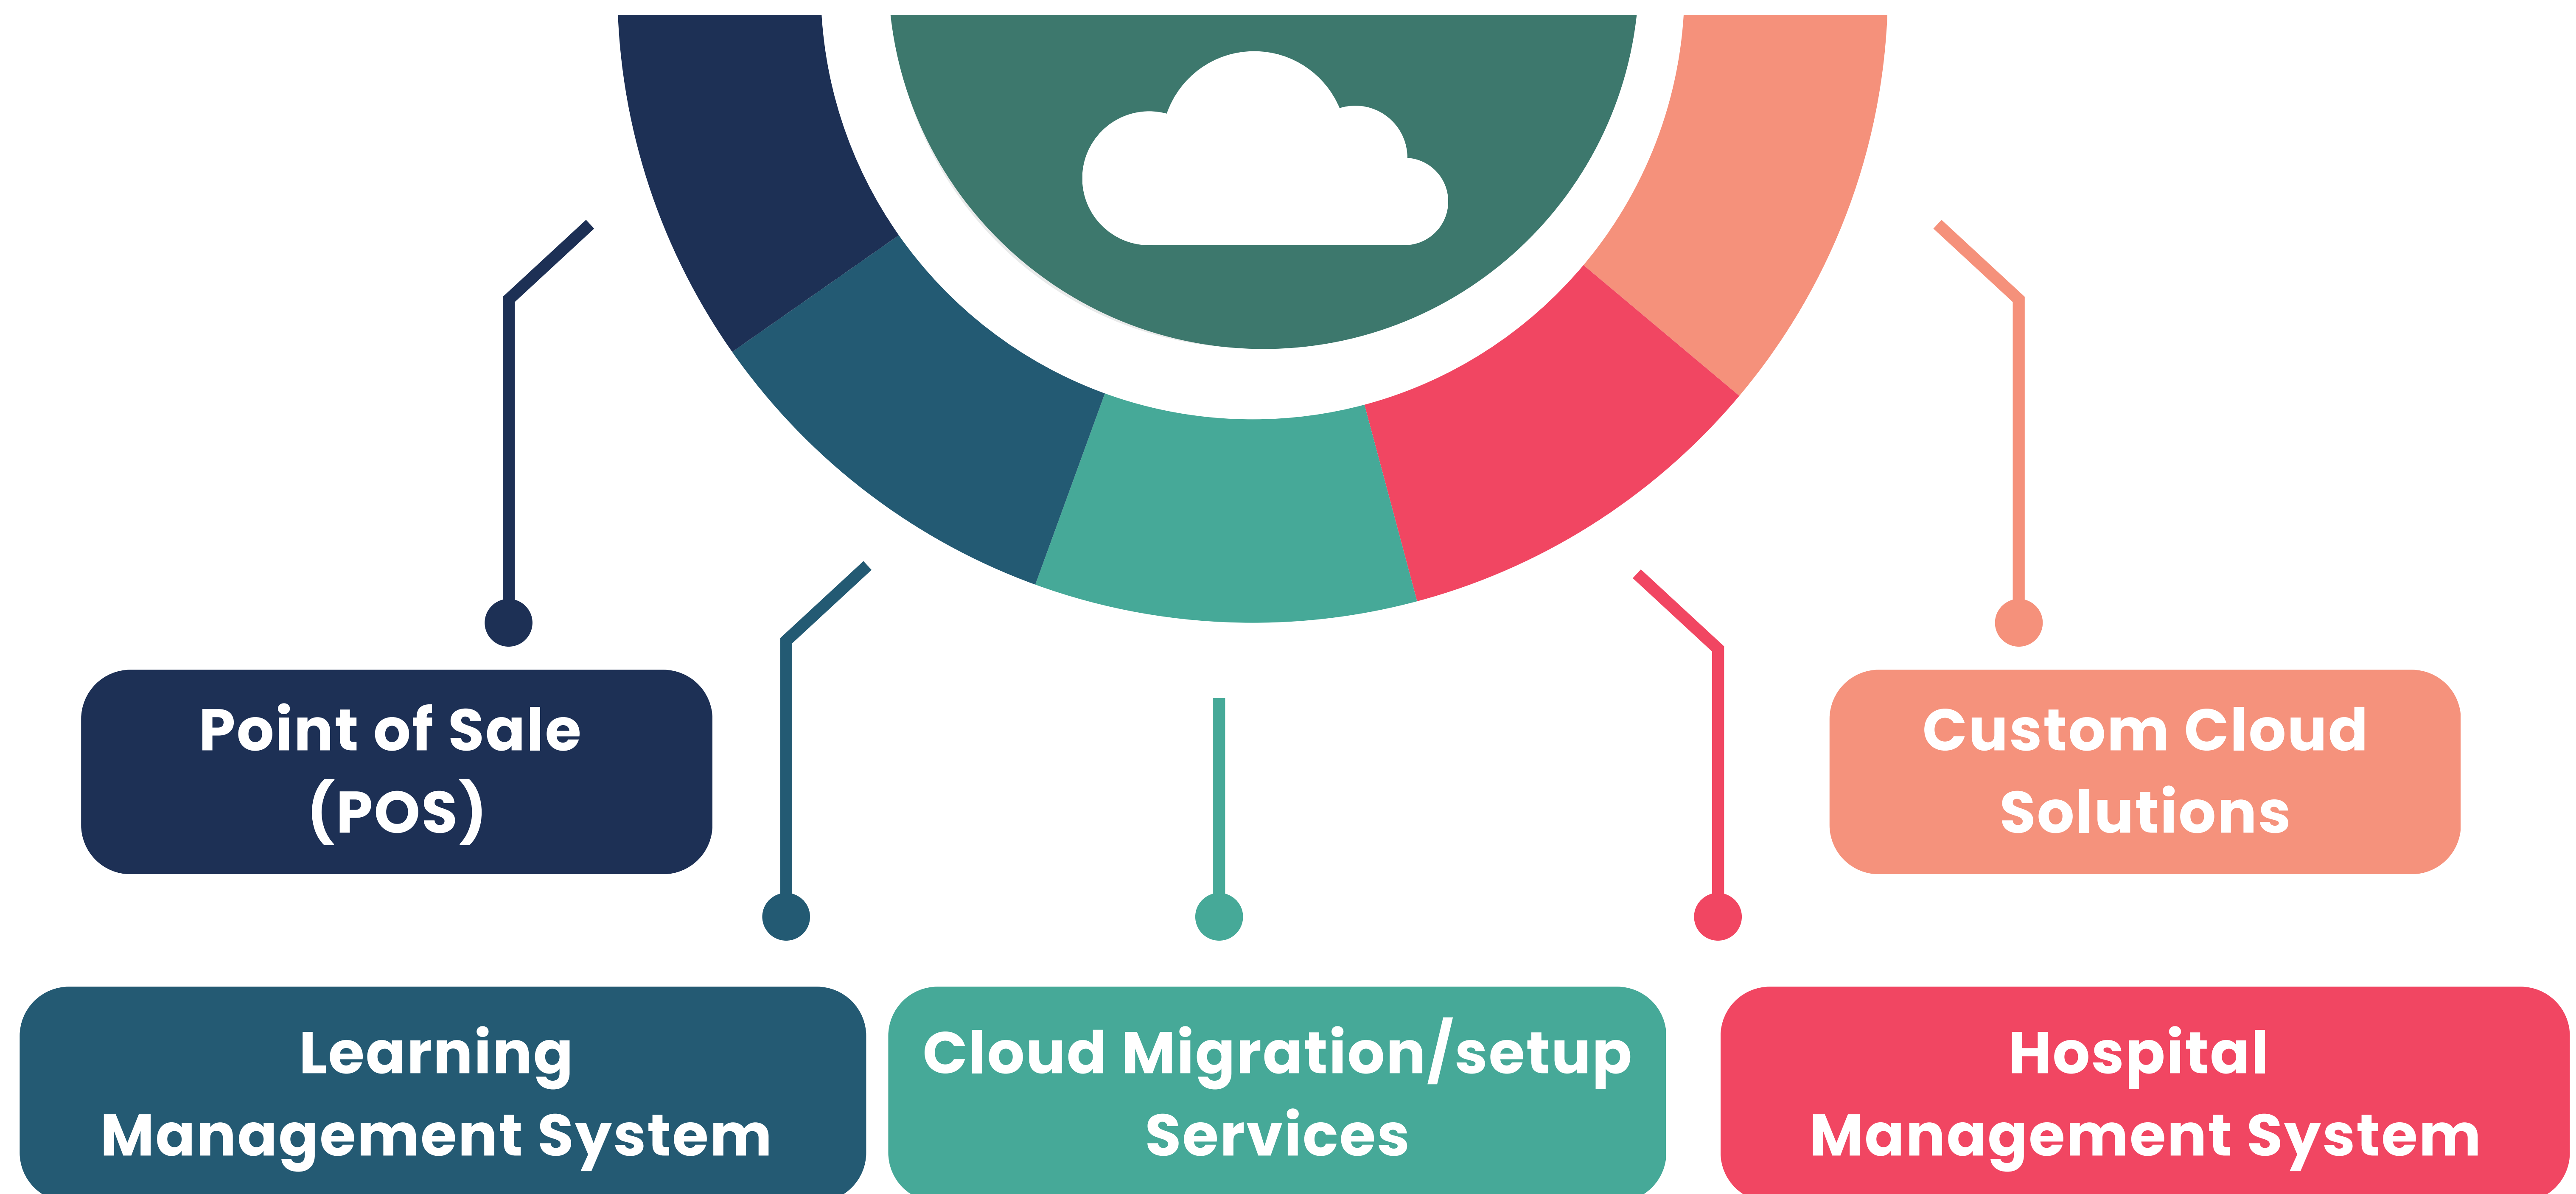 Point of Sale
(POS)
Custom Cloud
Solutions
Learning
Management System
Cloud Migration/setup
Services
Hospital
Management System